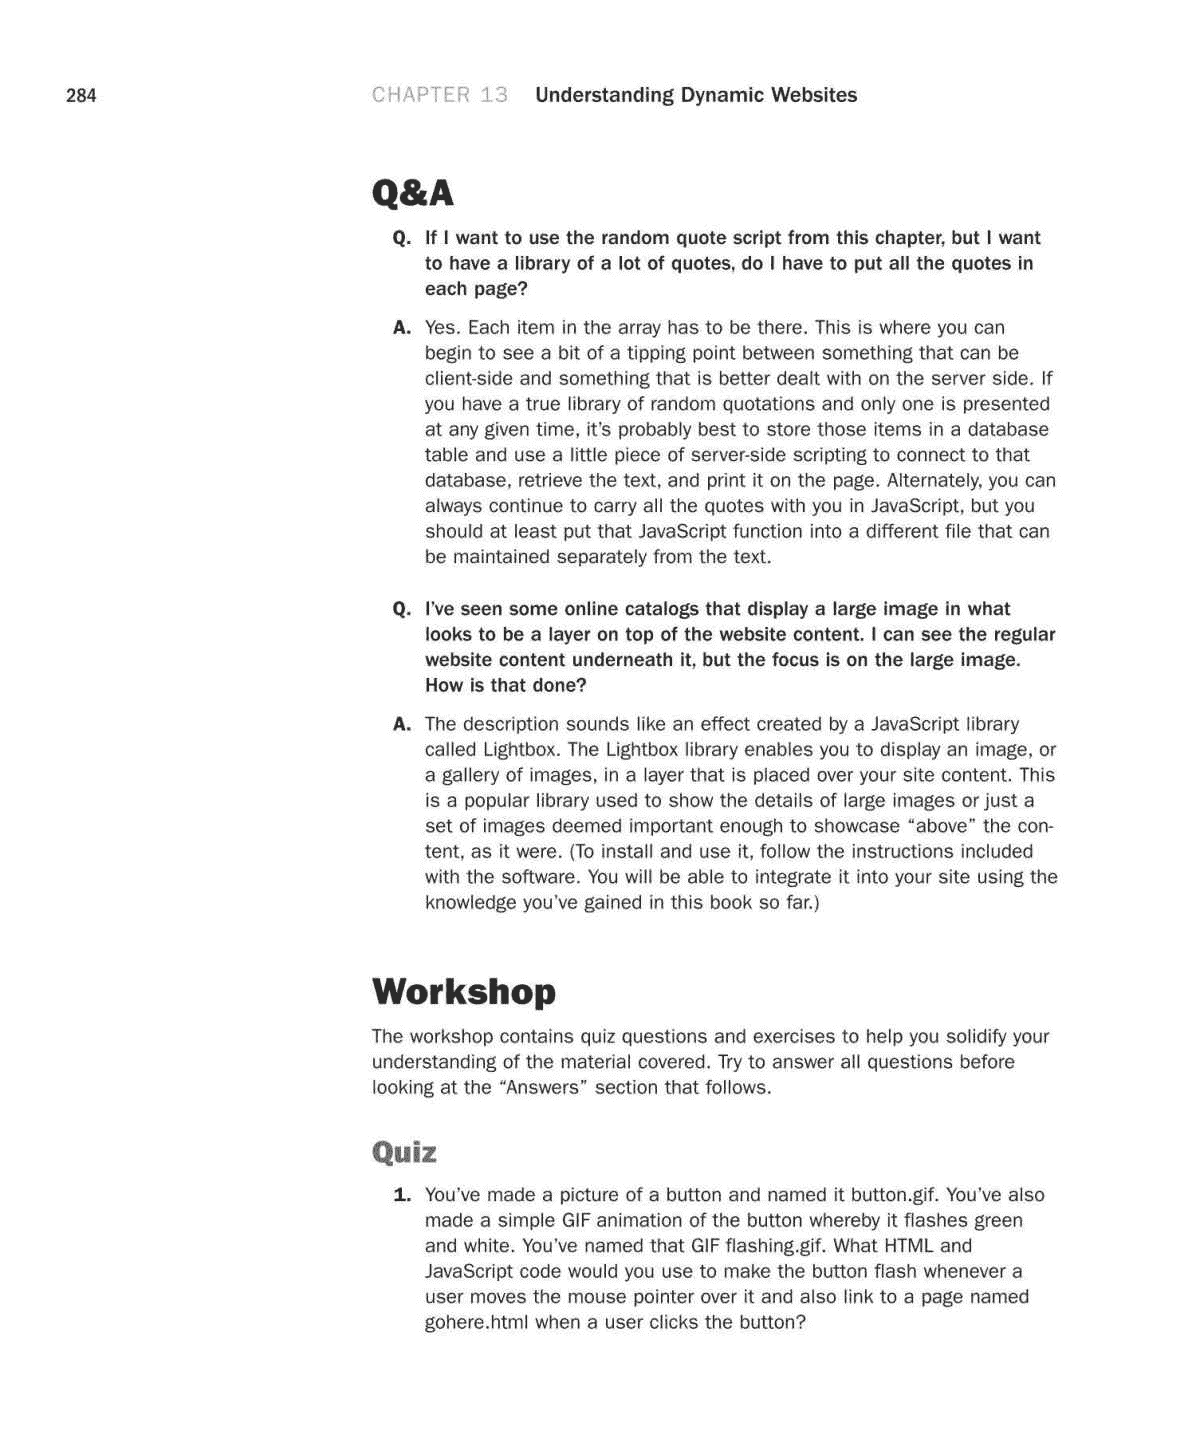 284
CHAPTER 13 Understanding Dynamic Websites
Q&A
Q. If I want to use the random quote script from this chapter, but I want
to have a library of a lot of quotes, do I have to put all the quotes in
each page?
A. Yes. Each item in the array has to be there. This is where you can
begin to see a bit of a tipping point between something that can be
client-side and something that is better dealt with on the server side. If
you have a true library of random quotations and only one is presented
at any given time, it’s probably best to store those items in a database
table and use a little piece of server-side scripting to connect to that
database, retrieve the text, and print it on the page. Alternately, you can
always continue to carry all the quotes with you in JavaScript, but you
should at least put that JavaScript function into a different file that can
be maintained separately from the text.
Q. I’ve seen some online catalogs that display a large image in what
looks to be a layer on top of the website content. I can see the regular
website content underneath it, but the focus is on the large image.
How is that done?
A. The description sounds like an effect created by a JavaScript library
called Lightbox. The Lightbox library enables you to display an image, or
a gallery of images, in a layer that is placed over your site content. This
is a popular library used to show the details of large images or just a
set of images deemed important enough to showcase “above” the con-
tent, as it were. (To install and use it, follow the instructions included
with the software. You will be able to integrate it into your site using the
knowledge you’ve gained in this book so far.)
Workshop
The workshop contains quiz questions and exercises to help you solidify your
understanding of the material covered. Try to answer all questions before
looking at the “Answers” section that follows.
Quiz
1. You’ve made a picture of a button and named it button.gif. You’ve also
made a simple GIF animation of the button whereby it flashes green
and white. You’ve named that GIF flashing.gif. What HTML and
JavaScript code would you use to make the button flash whenever a
user moves the mouse pointer over it and also link to a page named
gohere.html when a user clicks the button?